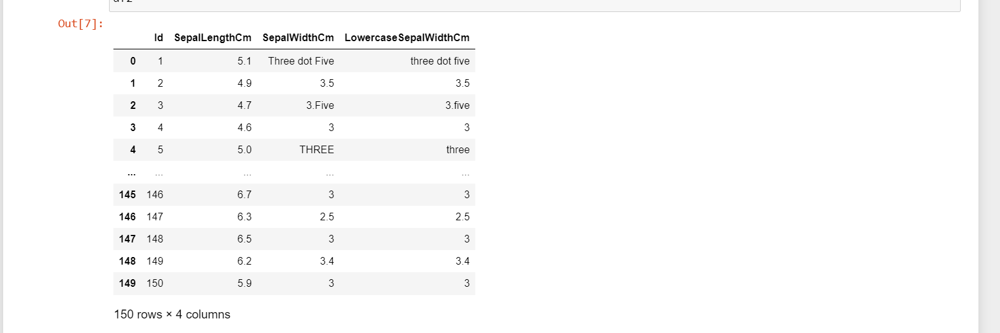 Out[7]:
Id SepalLengthCm SepalWidthCm LowercaseSepalWidthCm
0 1 5.1 Three dot Five three dot five
1 2 4.9 3.5 3.5
2 3 4.7 3.Five 3.five
3 4 4.6 3 3
4 5 5.0 THREE three
... ... ... ... ...
145 146 6.7 3 3
146 147 6.3 2.5 2.5
147 148 6.5 3 3
148 149 6.2 3.4 3.4
149 150 5.9 3 3
150 rows × 4 columns